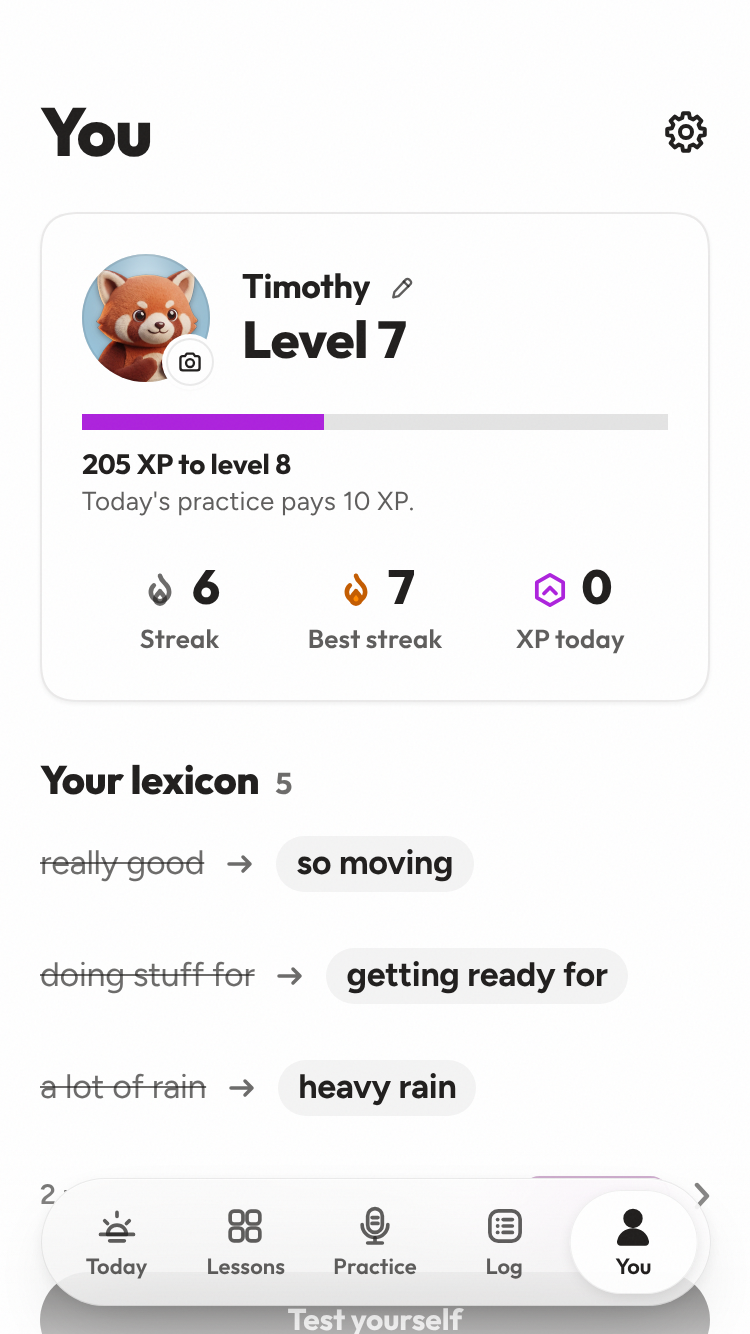 You
Timothy
Level 7
205 XP to level 8
Today's practice pays 10 XP.
6 7 0
Streak Best streak XP today
Your lexicon 5
really good → so moving
doing stuff for → getting ready for
a lot of rain → heavy rain
2
Today Lessons Practice Log You
Test yourself